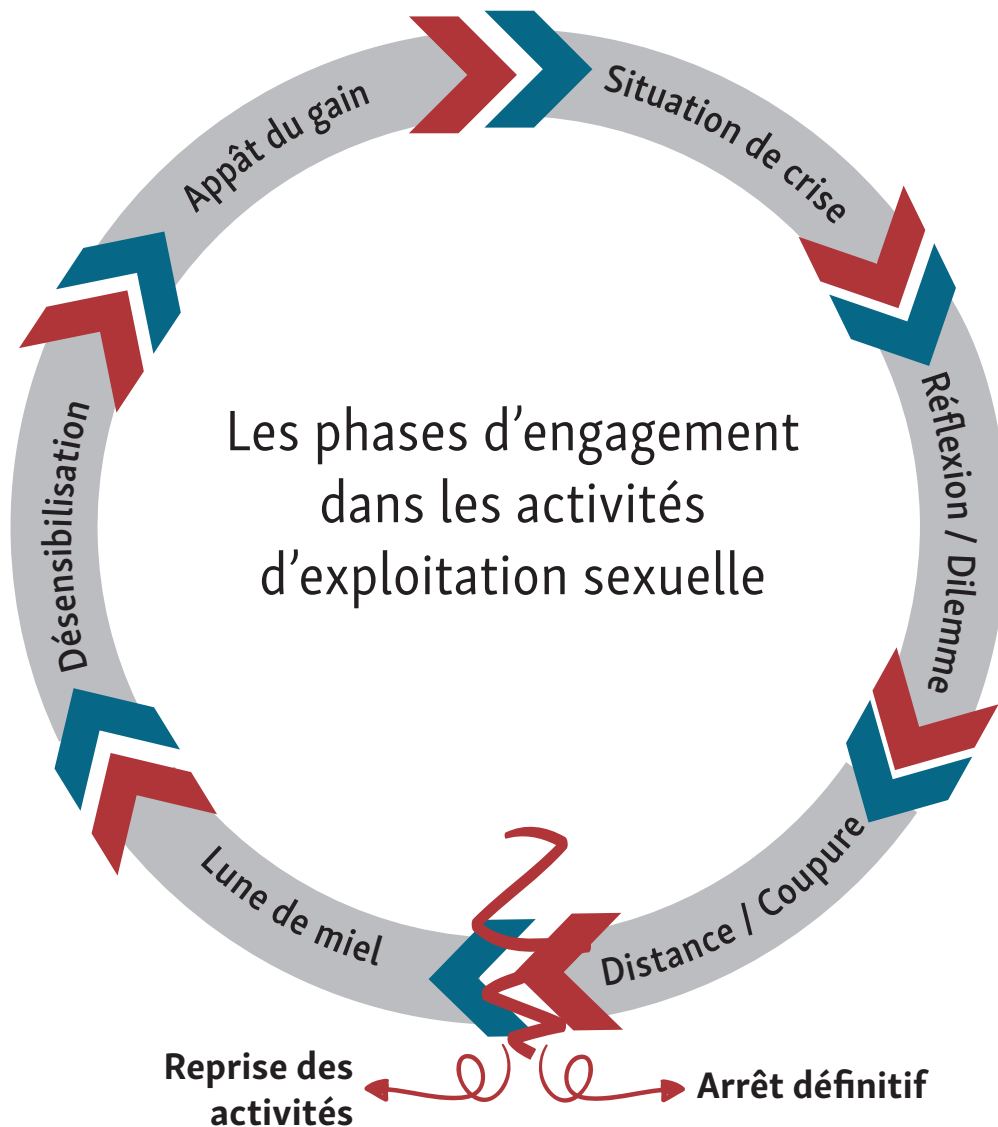 Les phases d’engagement
dans les activités
d’exploitation sexuelle
Appât du gain
Situation de crise
Réflexion / Dilemme
Distance / Coupure
Lune de miel
Désensibilisation
Reprise des
activités
Arrêt définitif